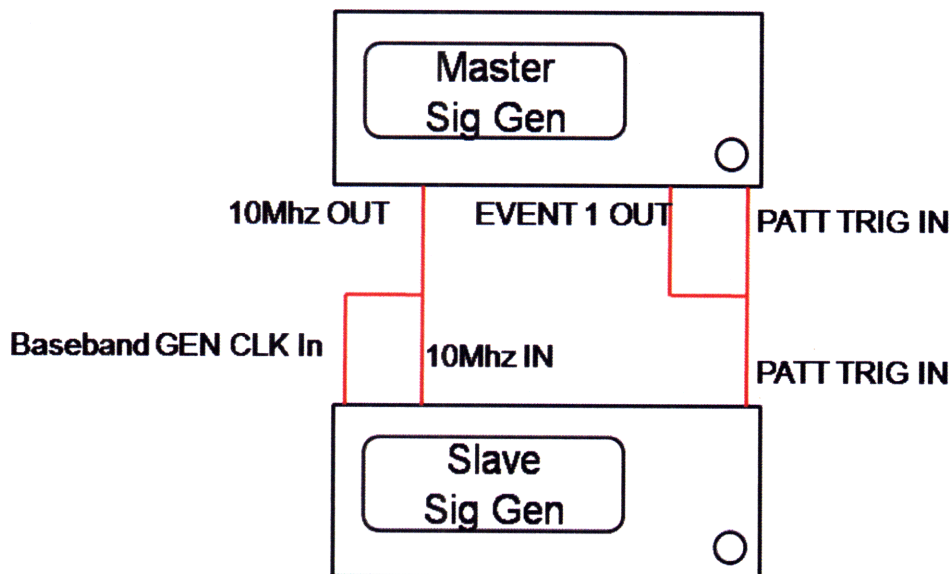 Master
Sig Gen
10Mhz OUT
EVENT 1 OUT
PATT TRIG IN
Baseband GEN CLK In
10Mhz IN
PATT TRIG IN
Slave
Sig Gen